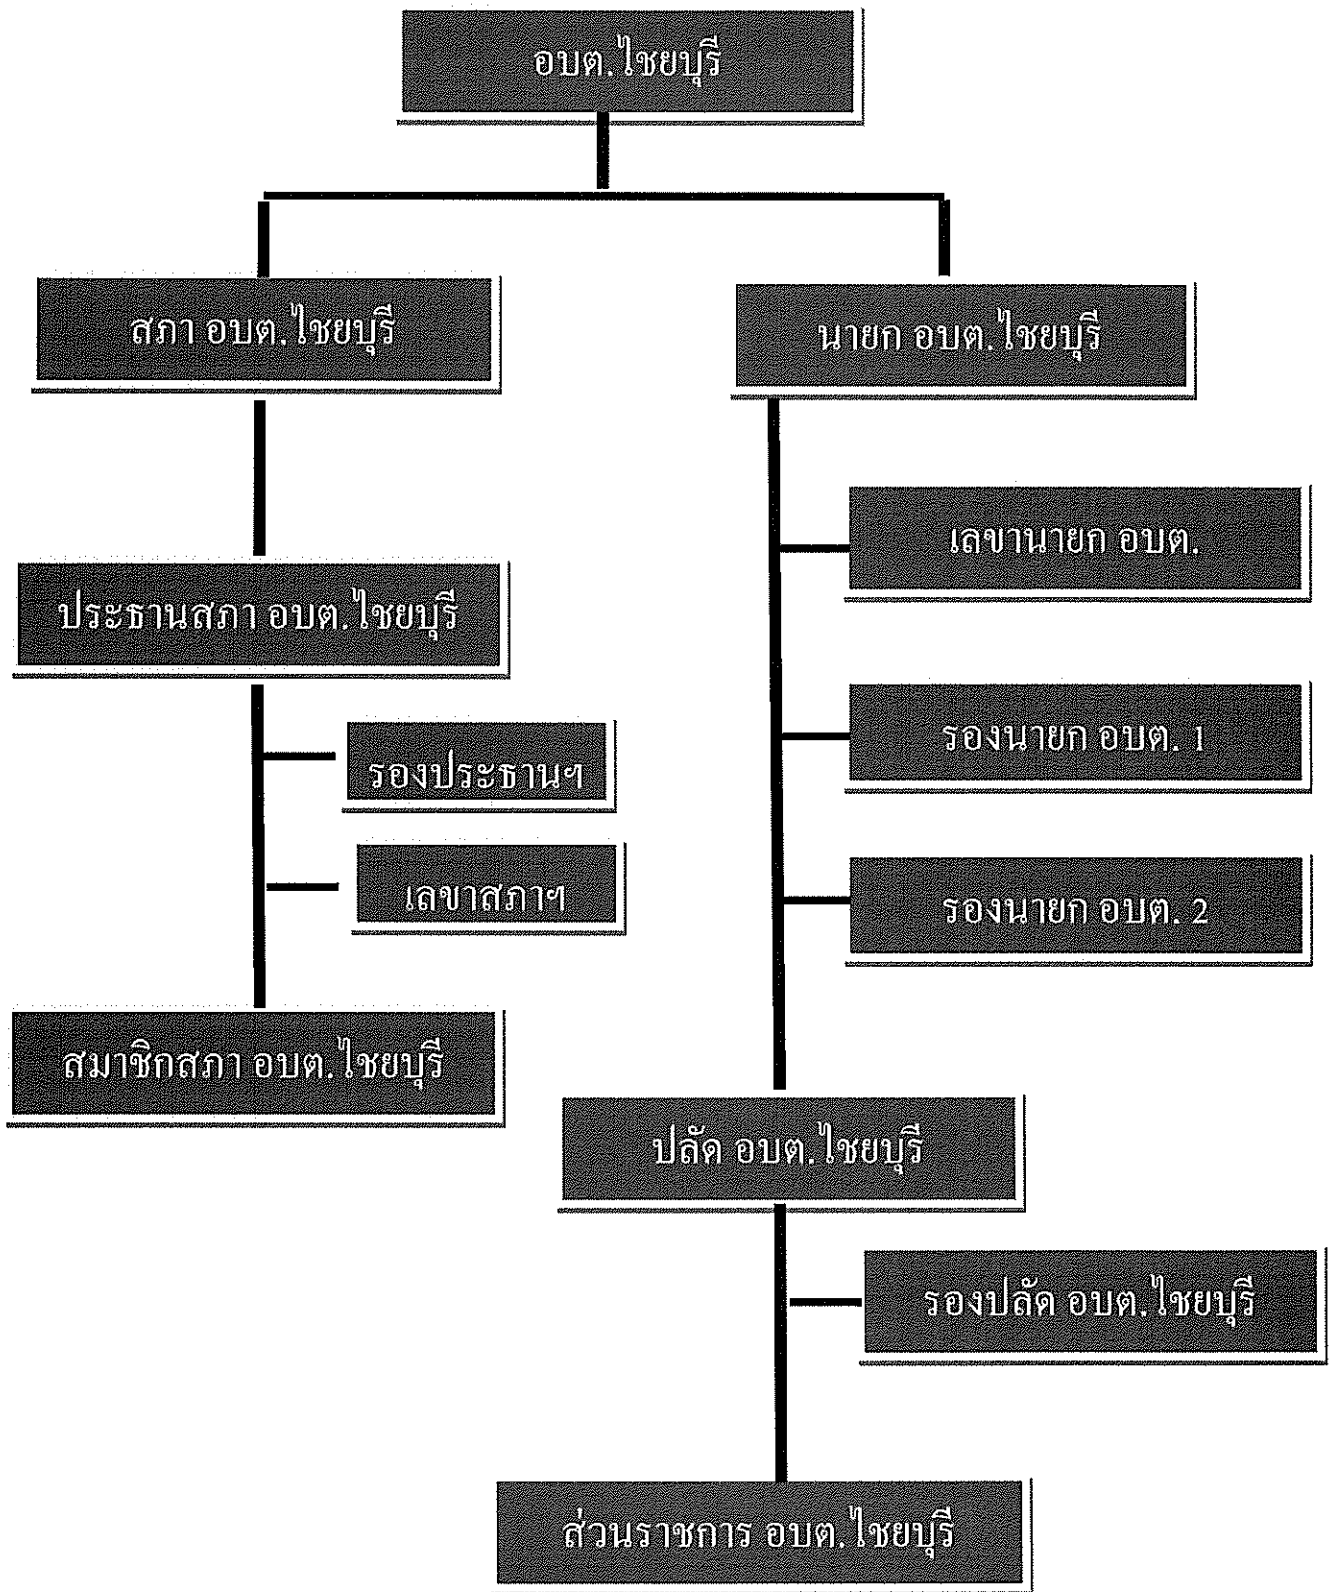 อบต.ไชยบุรี
สภา อบต.ไชยบุรี
นายก อบต.ไชยบุรี
เลขานายก อบต.
ประธานสภา อบต.ไชยบุรี
รองนายก อบต. 1
รองประธานฯ
เลขาสภาฯ
รองนายก อบต. 2
สมาชิกสภา อบต.ไชยบุรี
ปลัด อบต.ไชยบุรี
รองปลัด อบต.ไชยบุรี
ส่วนราชการ อบต.ไชยบุรี